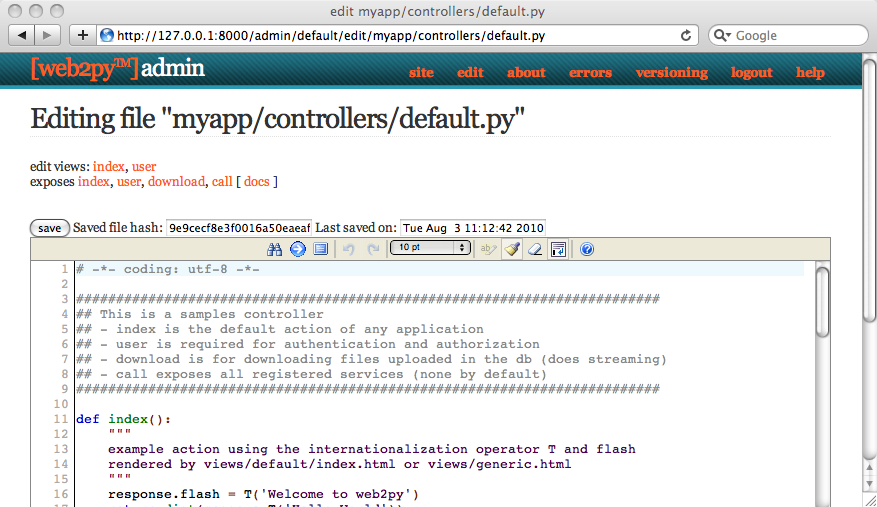 edit myapp/controllers/default.py
http://127.0.0.1:8000/admin/default/edit/myapp/controllers/default.py
Google
[web2py™]admin site edit about errors versioning logout help
Editing file "myapp/controllers/default.py"
edit views: index, user
exposes index, user, download, call [ docs ]
save Saved file hash: 9e9cecf8e3f0016a50eaeaf Last saved on: Tue Aug 3 11:12:42 2010
10 pt
1 # -*- coding: utf-8 -*-
2
3 #########################################################################
4 ## This is a samples controller
5 ## - index is the default action of any application
6 ## - user is required for authentication and authorization
7 ## - download is for downloading files uploaded in the db (does streaming)
8 ## - call exposes all registered services (none by default)
9 #########################################################################
10
11 def index():
12 """
13 example action using the internationalization operator T and flash
14 rendered by views/default/index.html or views/generic.html
15 """
16 response.flash = T('Welcome to web2py')
17